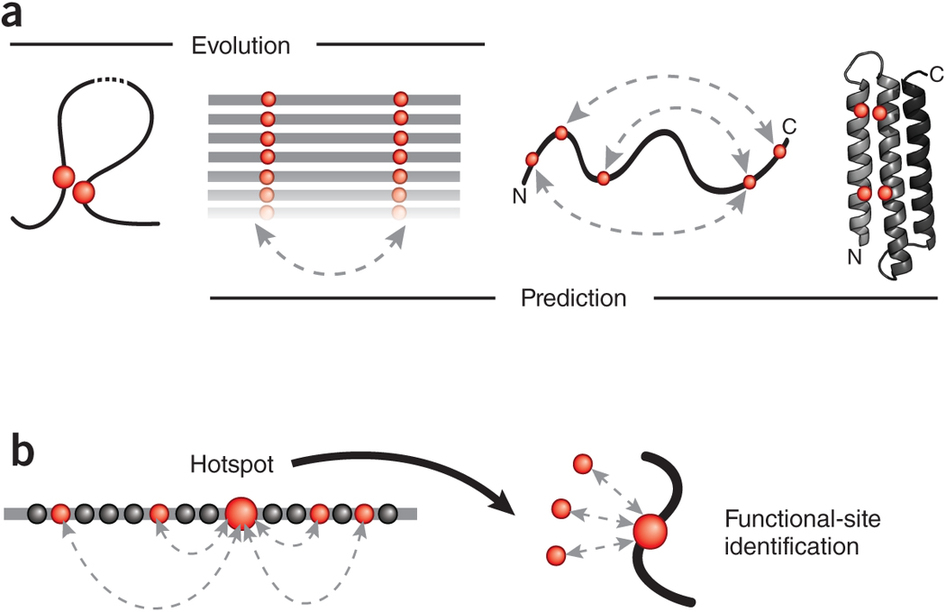 a
Evolution
C
N
C
N
Prediction
b
Hotspot
Functional-site
identification